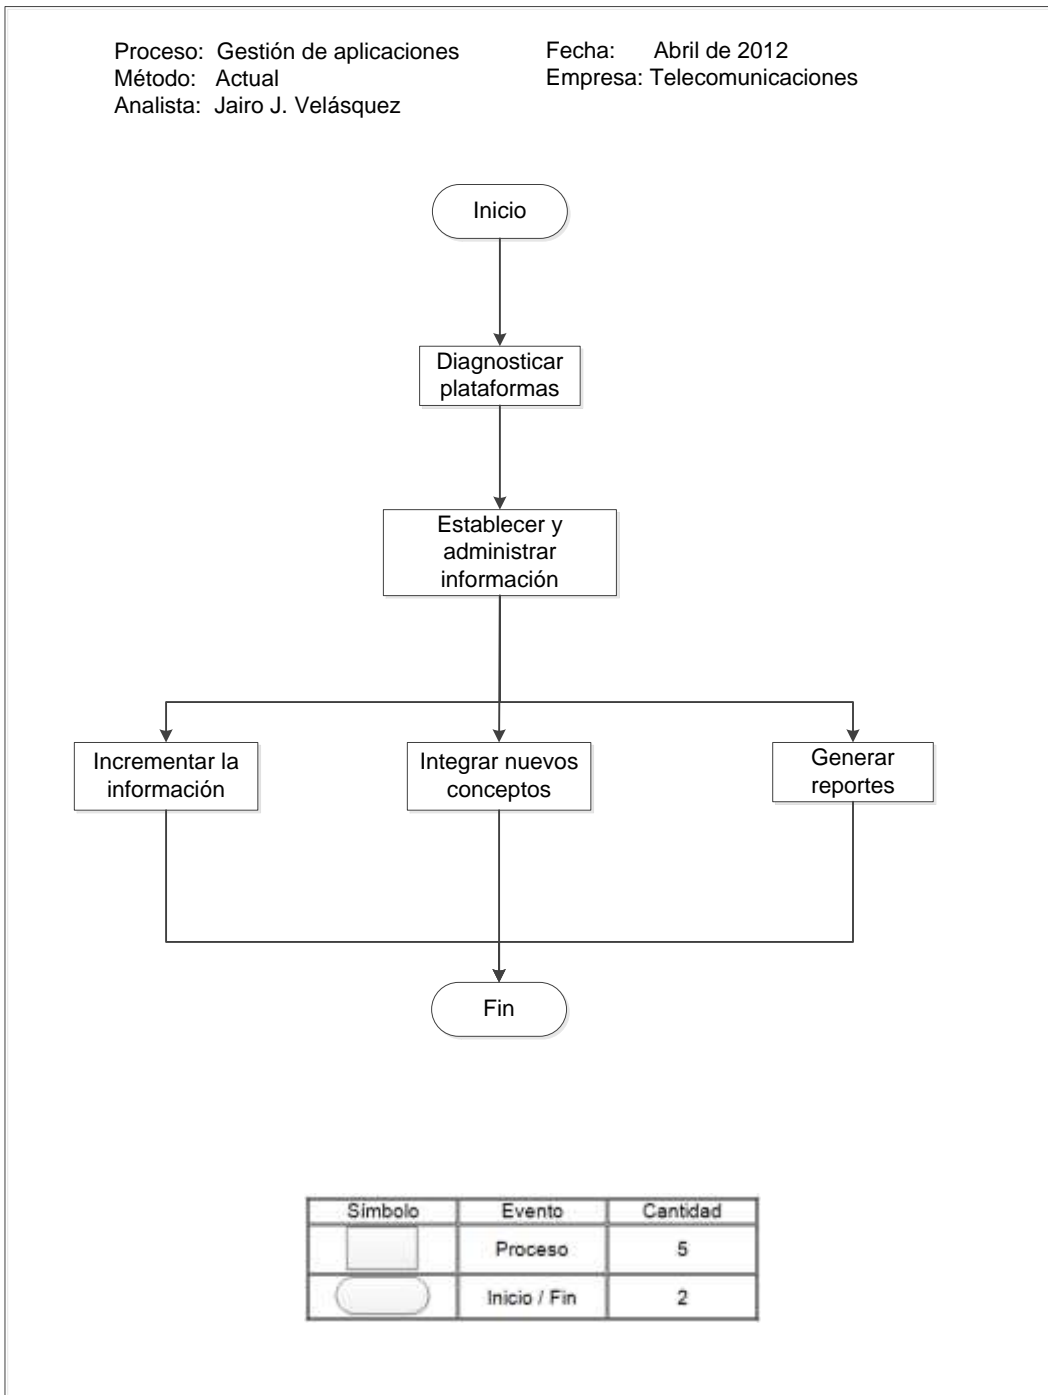 Proceso: Gestión de aplicaciones
Método: Actual
Analista: Jairo J. Velásquez
Fecha: Abril de 2012
Empresa: Telecomunicaciones
Inicio
Diagnosticar
plataformas
Establecer y
administrar
información
Incrementar la
información
Integrar nuevos
conceptos
Generar
reportes
Fin
Símbolo Evento Cantidad
Proceso 5
Inicio / Fin 2